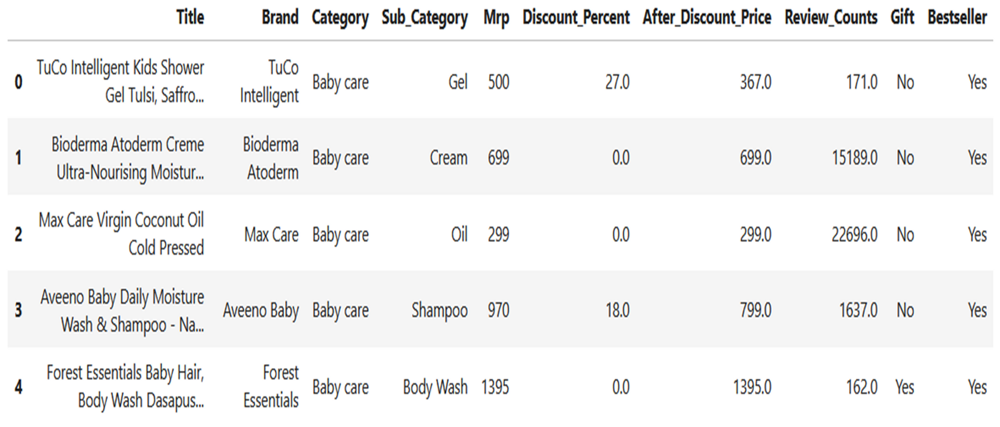 Title Brand Category Sub_Category Mrp Discount_Percent After_Discount_Price Review_Counts Gift Bestseller
0 TuCo Intelligent Kids Shower Gel Tulsi, Saffro... TuCo Intelligent Baby care Gel 500 27.0 367.0 171.0 No Yes
1 Bioderma Atoderm Creme Ultra-Nourising Moistur... Bioderma Atoderm Baby care Cream 699 0.0 699.0 15189.0 No Yes
2 Max Care Virgin Coconut Oil Cold Pressed Max Care Baby care Oil 299 0.0 299.0 22696.0 No Yes
3 Aveeno Baby Daily Moisture Wash & Shampoo - Na... Aveeno Baby Baby care Shampoo 970 18.0 799.0 1637.0 No Yes
4 Forest Essentials Baby Hair, Body Wash Dasapus... Forest Essentials Baby care Body Wash 1395 0.0 1395.0 162.0 Yes Yes